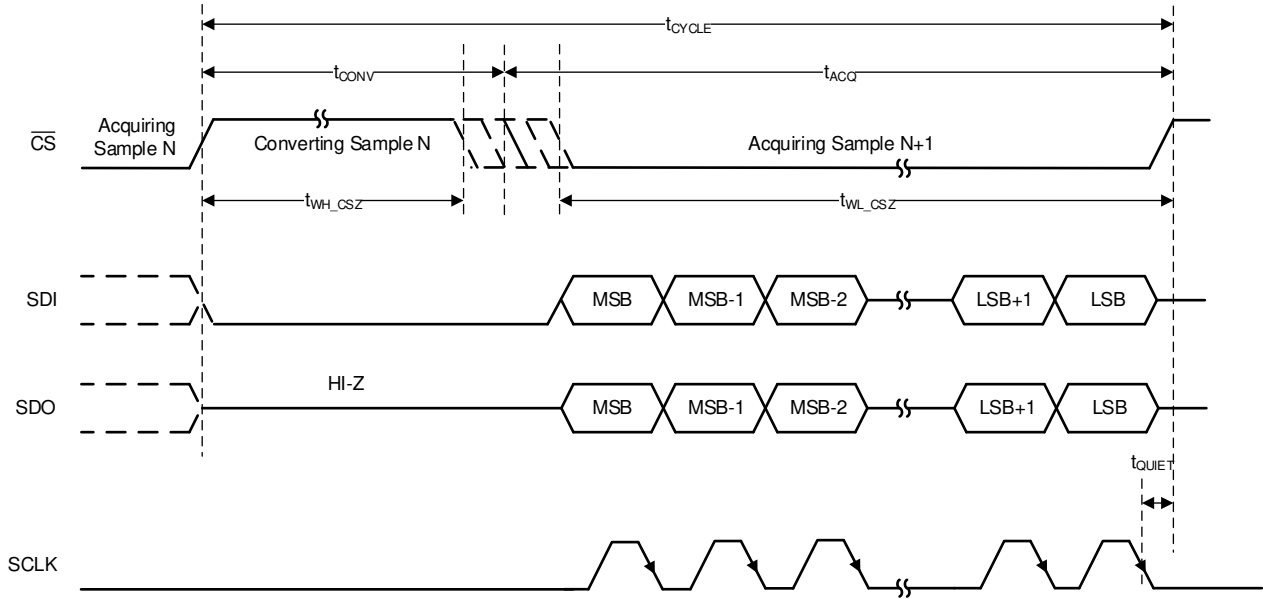 tCYCLE
tCONV
tACQ
CS
Acquiring
Sample N
Converting Sample N
Acquiring Sample N+1
tWH_CSZ
tWL_CSZ
SDI
MSB
MSB-1
MSB-2
LSB+1
LSB
HI-Z
SDO
MSB
MSB-1
MSB-2
LSB+1
LSB
tQUIET
SCLK